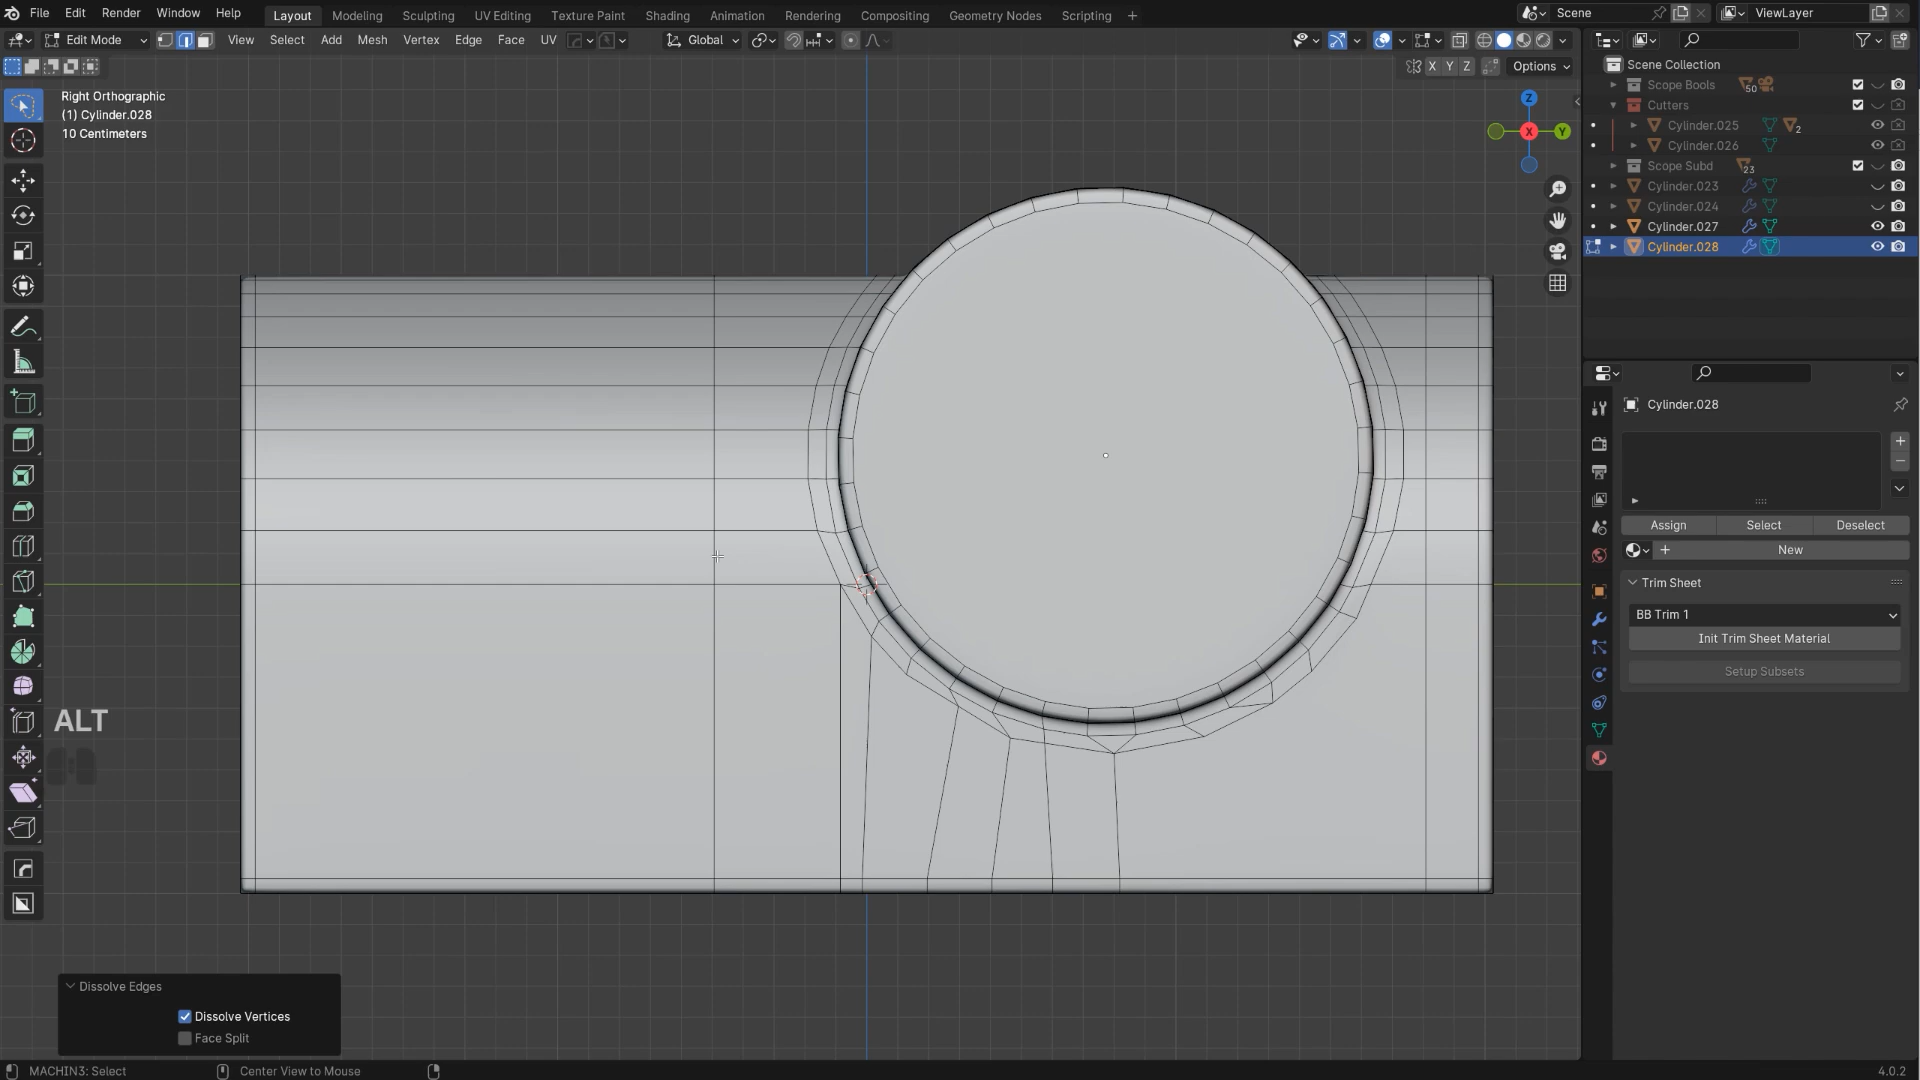 File Edit Render Window Help Layout Modeling Sculpting UV Editing Texture Paint Shading Animation Rendering Compositing Geometry Nodes Scripting + Scene ViewLayer
Edit Mode View Select Add Mesh Vertex Edge Face UV Global
X Y Z Options
Right Orthographic
(1) Cylinder.028
10 Centimeters
Z
X
Y
ALT
Dissolve Edges
Dissolve Vertices
Face Split
Scene Collection
Scope Bools 50
Cutters
Cylinder.025 2
Cylinder.026
Scope Subd 23
Cylinder.023
Cylinder.024
Cylinder.027
Cylinder.028
Cylinder.028
Assign Select Deselect
New
Trim Sheet
BB Trim 1
Init Trim Sheet Material
Setup Subsets
MACHIN3: Select Center View to Mouse 4.0.2